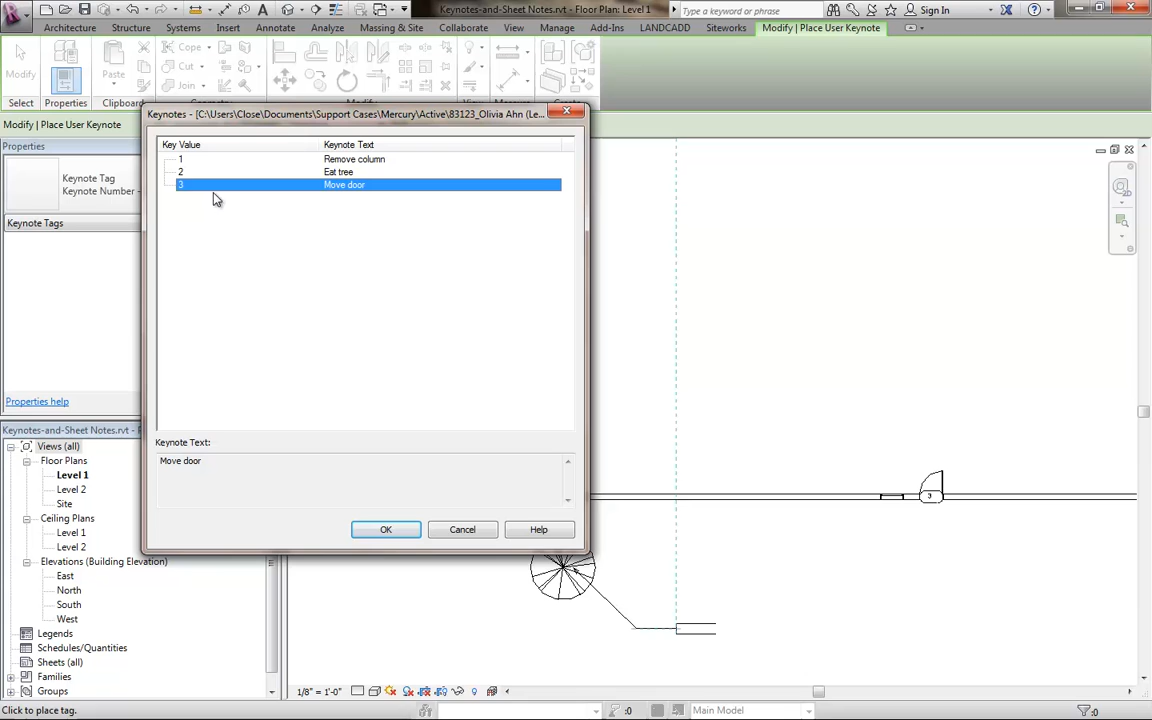 Keynotes-and-Sheet Notes.rvt - Floor Plan: Level 1
Type a keyword or phrase
Sign In
Architecture
Structure
Systems
Insert
Annotate
Analyze
Massing & Site
Collaborate
View
Manage
Add-Ins
LANDCADD
Siteworks
Modify | Place User Keynote
Modify
Paste
Cope
Cut
Join
Select
Properties
Clipboard
Modify | Place User Keynote
Keynotes - [C:\Users\Close\Documents\Support Cases\Mercury\Active\83123_Olivia Ahn (Le...
Properties
Keynote Tag
Keynote Number -
Keynote Tags
Properties help
Key Value
Keynote Text
1
Remove column
2
Eat tree
3
Move door
Keynote Text:
Move door
OK
Cancel
Help
3
Keynotes-and-Sheet Notes.rvt -
Views (all)
Floor Plans
Level 1
Level 2
Site
Ceiling Plans
Level 1
Level 2
Elevations (Building Elevation)
East
North
South
West
Legends
Schedules/Quantities
Sheets (all)
Families
Groups
1/8" = 1'-0"
Click to place tag.
:0
Main Model
:0